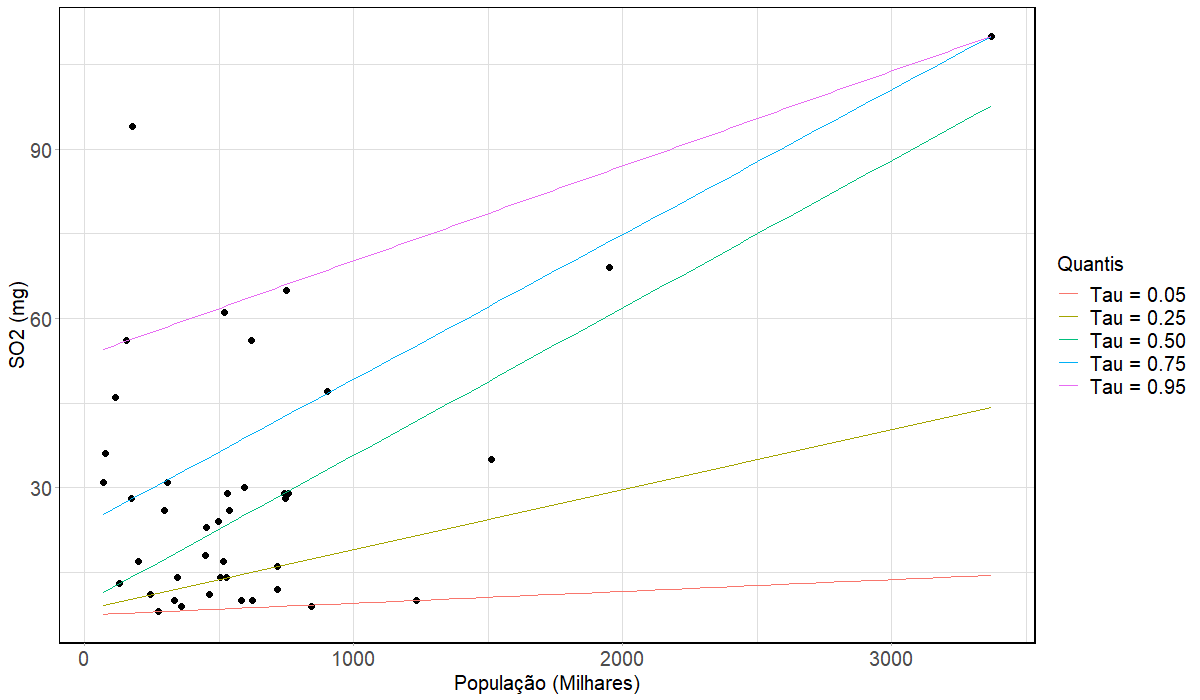 90
60
30
SO2 (mg)
0
1000
2000
3000
População (Milhares)
Quantis
Tau = 0.05
Tau = 0.25
Tau = 0.50
Tau = 0.75
Tau = 0.95